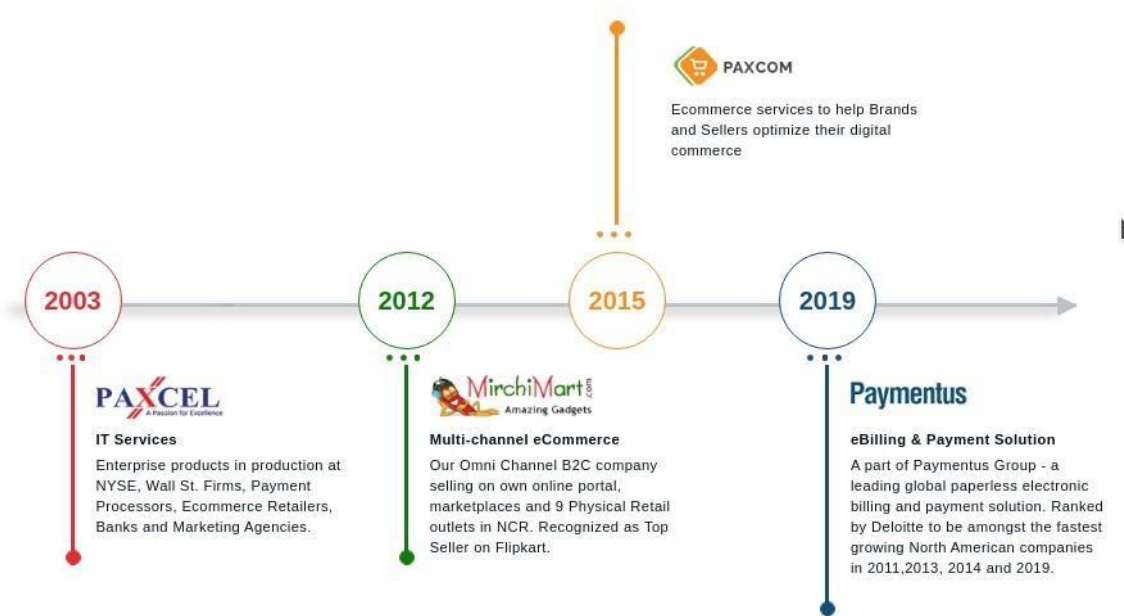 PAXCOM
Ecommerce services to help Brands
and Sellers optimize their digital
commerce
2003
2012
2015
2019
PAXCEL
A Passion for Excellence
IT Services
Enterprise products in production at
NYSE, Wall St. Firms, Payment
Processors, Ecommerce Retailers,
Banks and Marketing Agencies.
MirchiMart.com
Amazing Gadgets
Multi-channel eCommerce
Our Omni Channel B2C company
selling on own online portal,
marketplaces and 9 Physical Retail
outlets in NCR. Recognized as Top
Seller on Flipkart.
Paymentus
eBilling & Payment Solution
A part of Paymentus Group - a
leading global paperless electronic
billing and payment solution. Ranked
by Deloitte to be amongst the fastest
growing North American companies
in 2011,2013, 2014 and 2019.